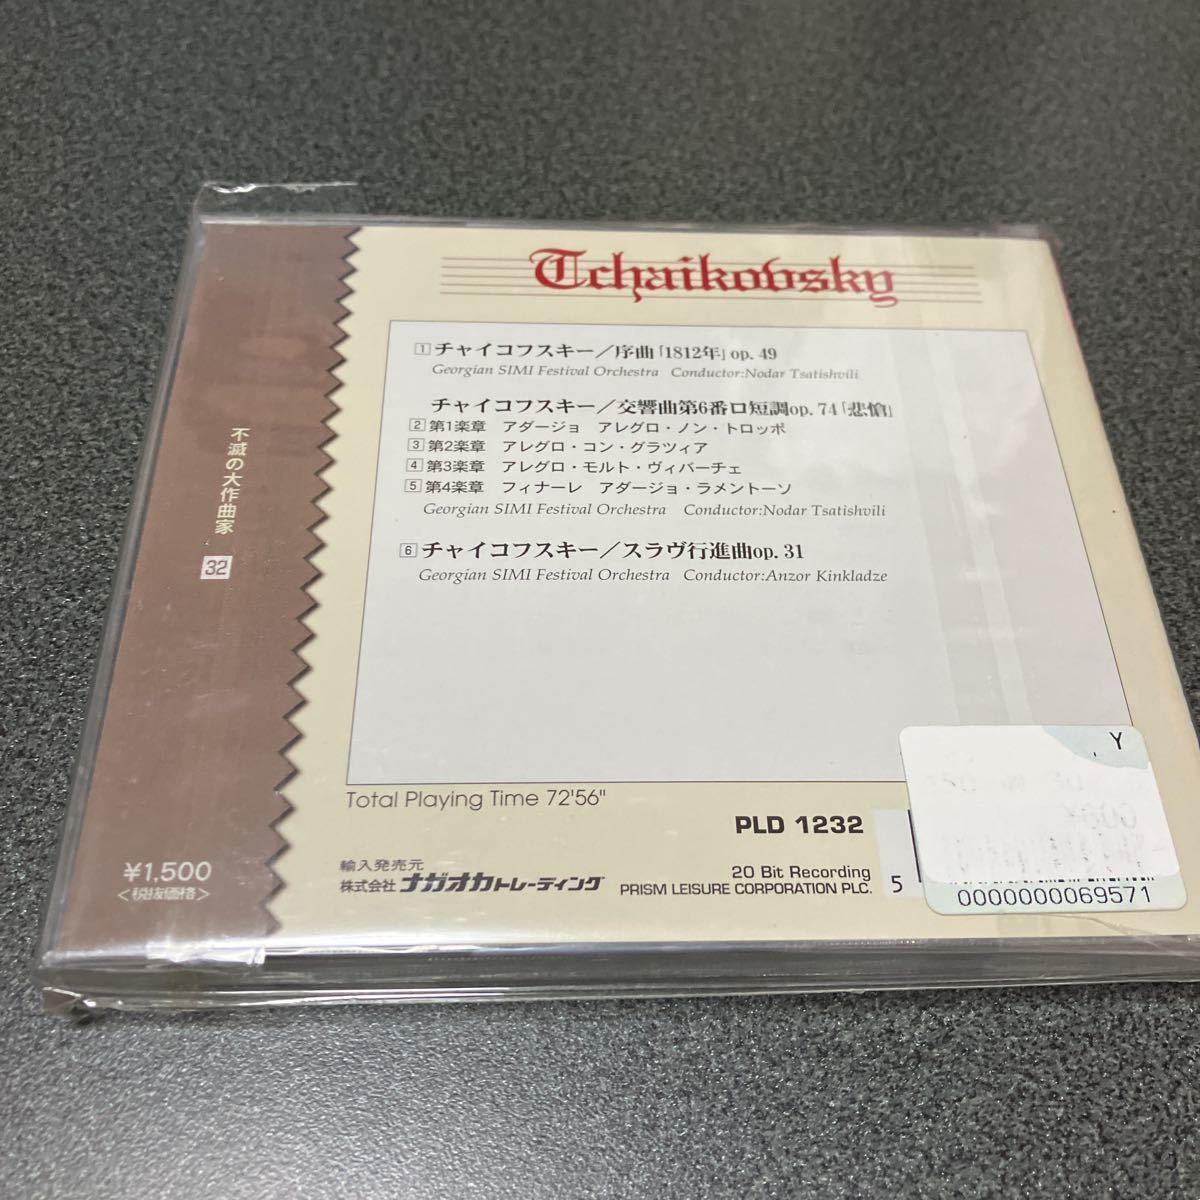 Tchaikovsky
1 チャイコフスキー／序曲「1812年」op. 49
Georgian SIMI Festival Orchestra Conductor:Nodar Tsatishvili
チャイコフスキー／交響曲第6番ロ短調op. 74「悲愴」
2 第1楽章 アダージョ アレグロ・ノン・トロッポ
3 第2楽章 アレグロ・コン・グラツィア
4 第3楽章 アレグロ・モルト・ヴィバーチェ
5 第4楽章 フィナーレ アダージョ・ラメントーソ
Georgian SIMI Festival Orchestra Conductor:Nodar Tsatishvili
6 チャイコフスキー／スラヴ行進曲op. 31
Georgian SIMI Festival Orchestra Conductor:Anzor Kinkladze
Total Playing Time 72'56"
PLD 1232
輸入発売元
株式会社 ナガオカトレーディング
20 Bit Recording
PRISM LEISURE CORPORATION PLC.
5
Y
0000000069571
不滅の大作曲家
32
¥1,500
＜税抜価格＞